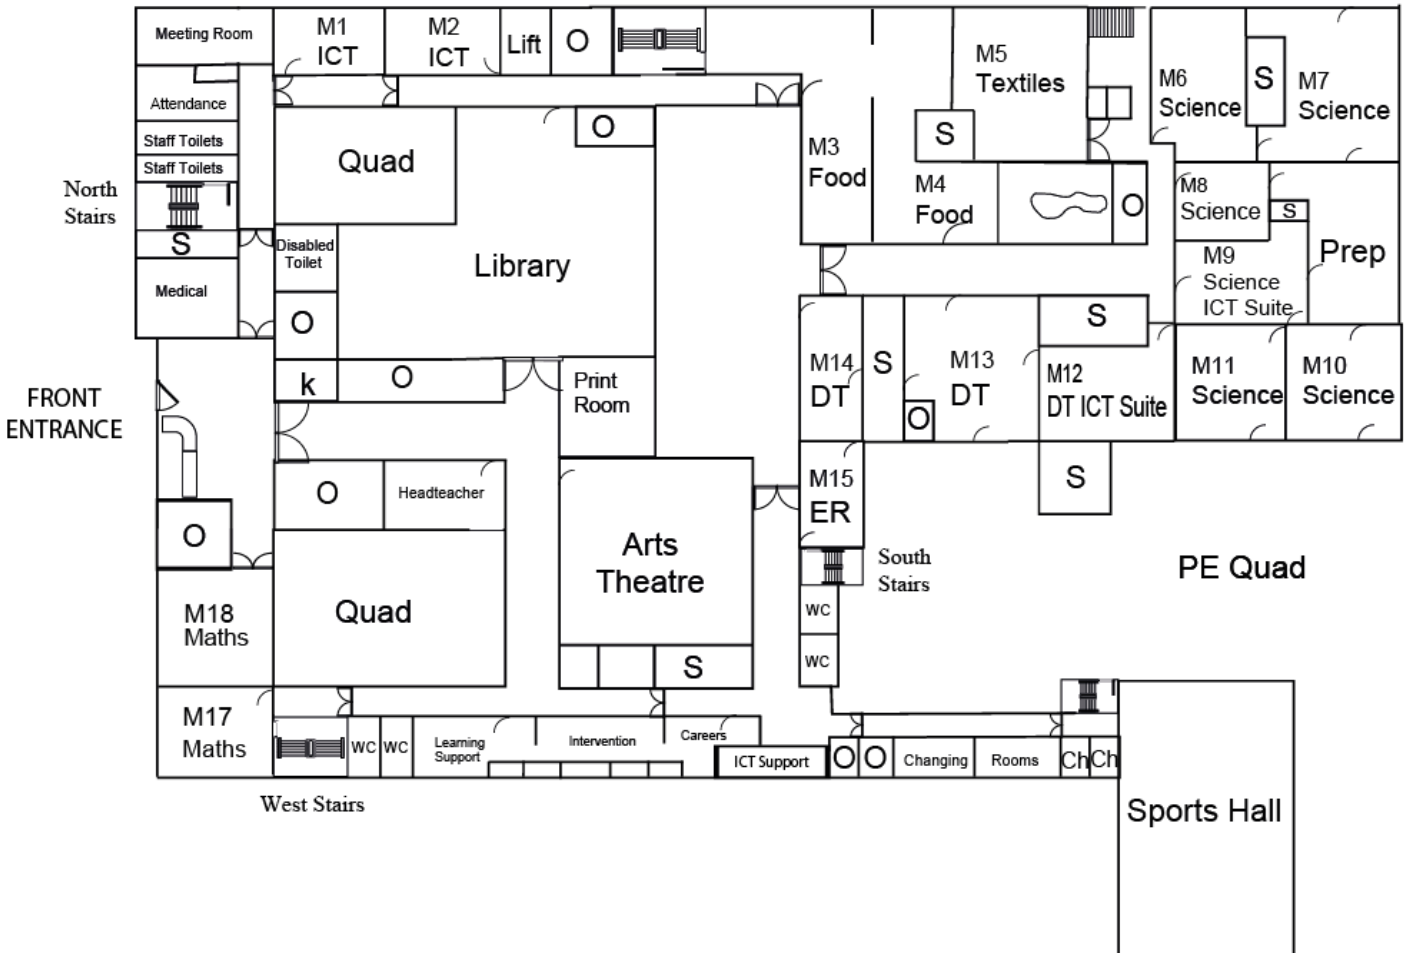 Meeting Room
M1
ICT
M2
ICT
Lift
O
Attendance
Staff Toilets
Staff Toilets
North
Stairs
S
Medical
Quad
O
Disabled
Toilet
O
Library
k
O
Print
Room
M3
Food
M5
Textiles
S
M4
Food
O
M6
Science
S
M7
Science
M8
Science
S
M9
Science
ICT Suite
Prep
M14
DT
S
O
M13
DT
S
M12
DT ICT Suite
M11
Science
M10
Science
FRONT
ENTRANCE
O
O
Headteacher
Quad
Arts
Theatre
S
M15
ER
South
Stairs
WC
WC
S
PE Quad
M18
Maths
M17
Maths
West Stairs
WC
WC
Learning
Support
Intervention
Careers
ICT Support
O
O
Changing
Rooms
Ch
Ch
Sports Hall